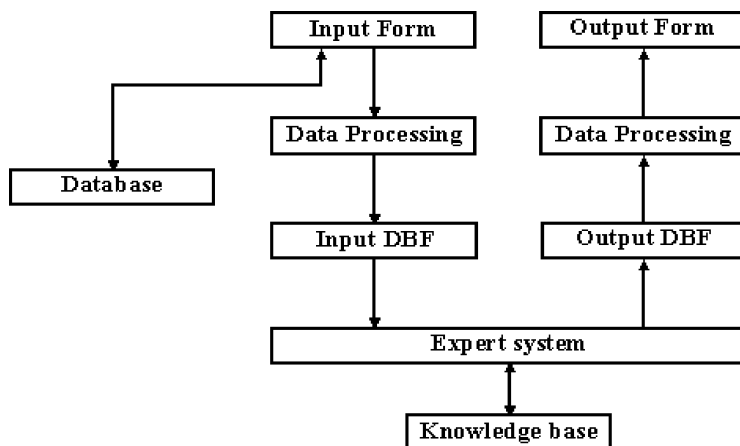 Input Form
Output Form
Data Processing
Data Processing
Database
Input DBF
Output DBF
Expert system
Knowledge base